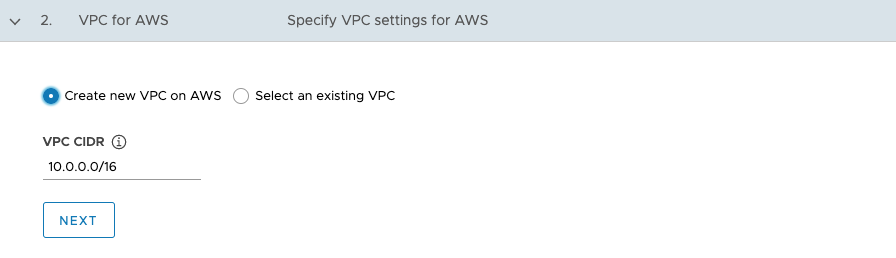 2. VPC for AWS Specify VPC settings for AWS
Create new VPC on AWS Select an existing VPC
VPC CIDR
10.0.0.0/16
NEXT